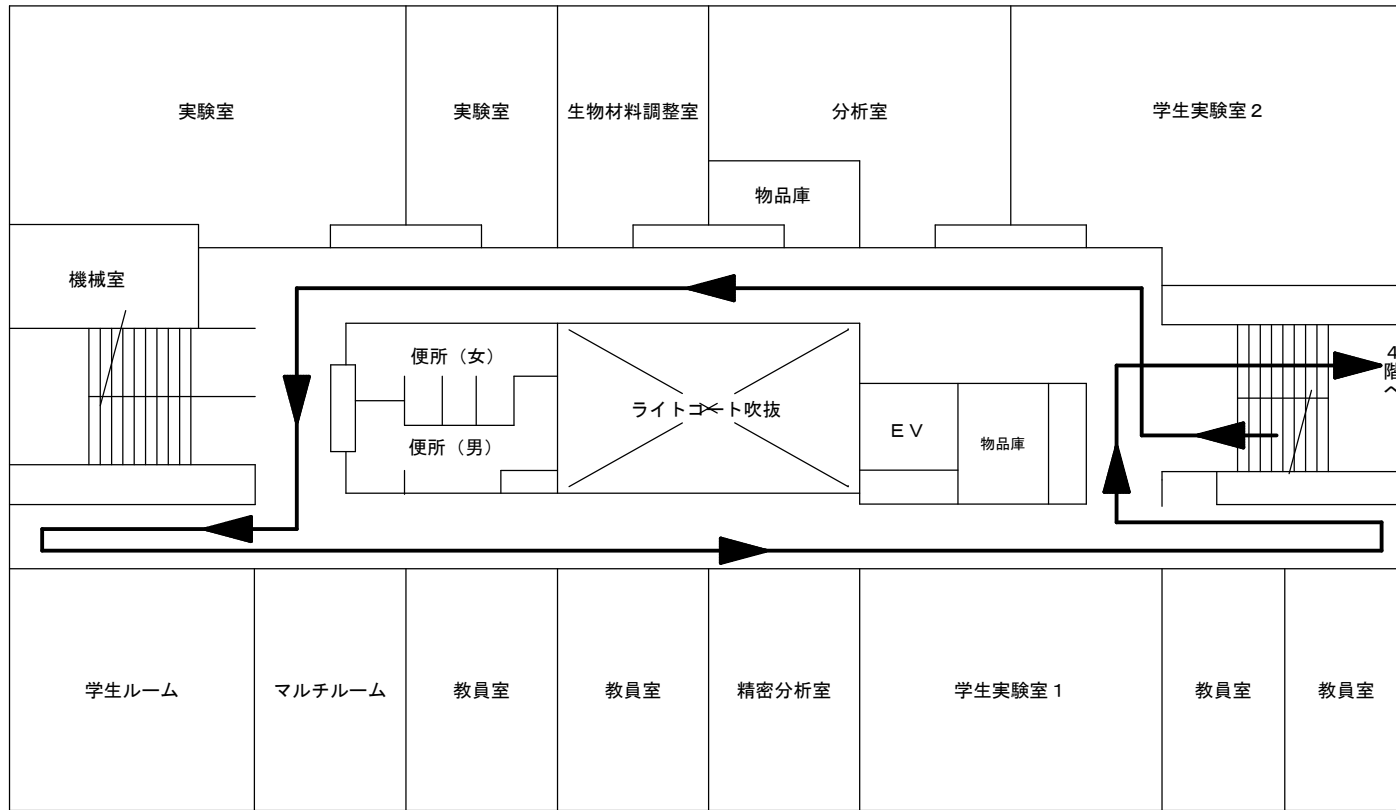 実験室
実験室
生物材料調整室
分析室
学生実験室２
物品庫
機械室
便所（女）
ライトコート吹抜
４階へ
便所（男）
ＥＶ
物品庫
学生ルーム
マルチルーム
教員室
教員室
精密分析室
学生実験室１
教員室
教員室